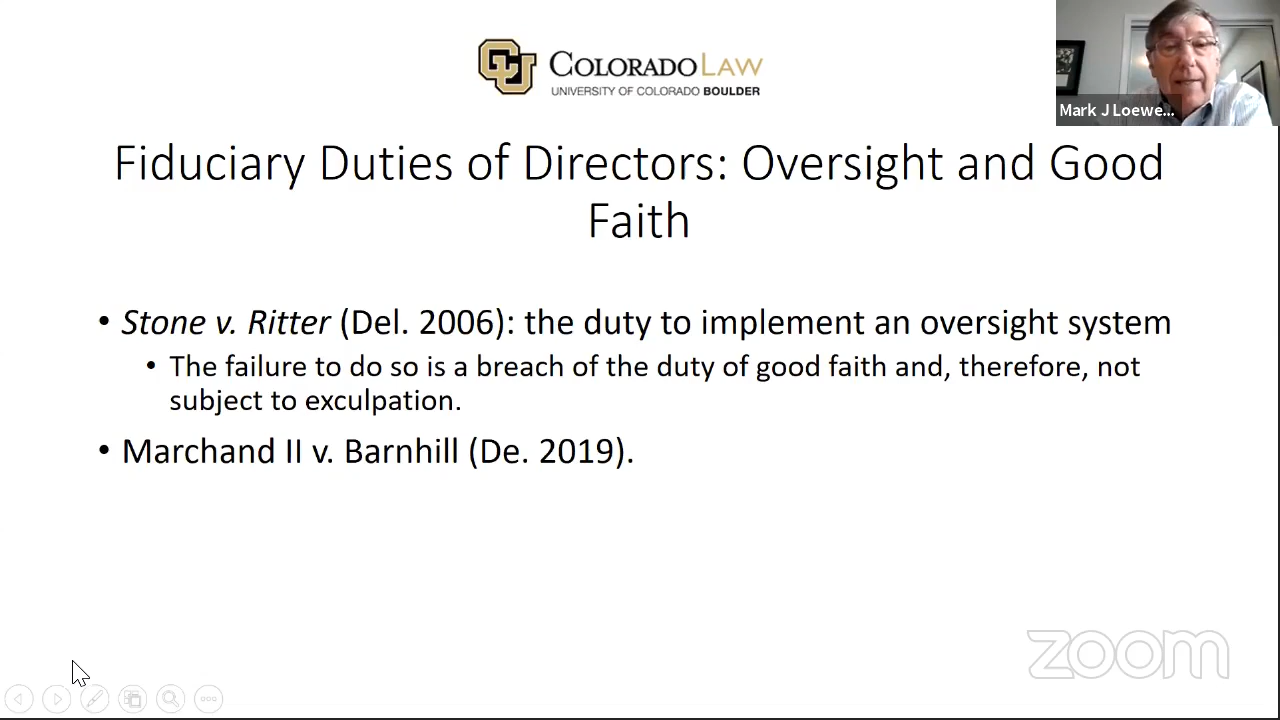 COLORADO LAW
UNIVERSITY OF COLORADO BOULDER
Mark J Loewe...
Fiduciary Duties of Directors: Oversight and Good
Faith
• Stone v. Ritter (Del. 2006): the duty to implement an oversight system
• The failure to do so is a breach of the duty of good faith and, therefore, not
subject to exculpation.
• Marchand II v. Barnhill (De. 2019).
zoom